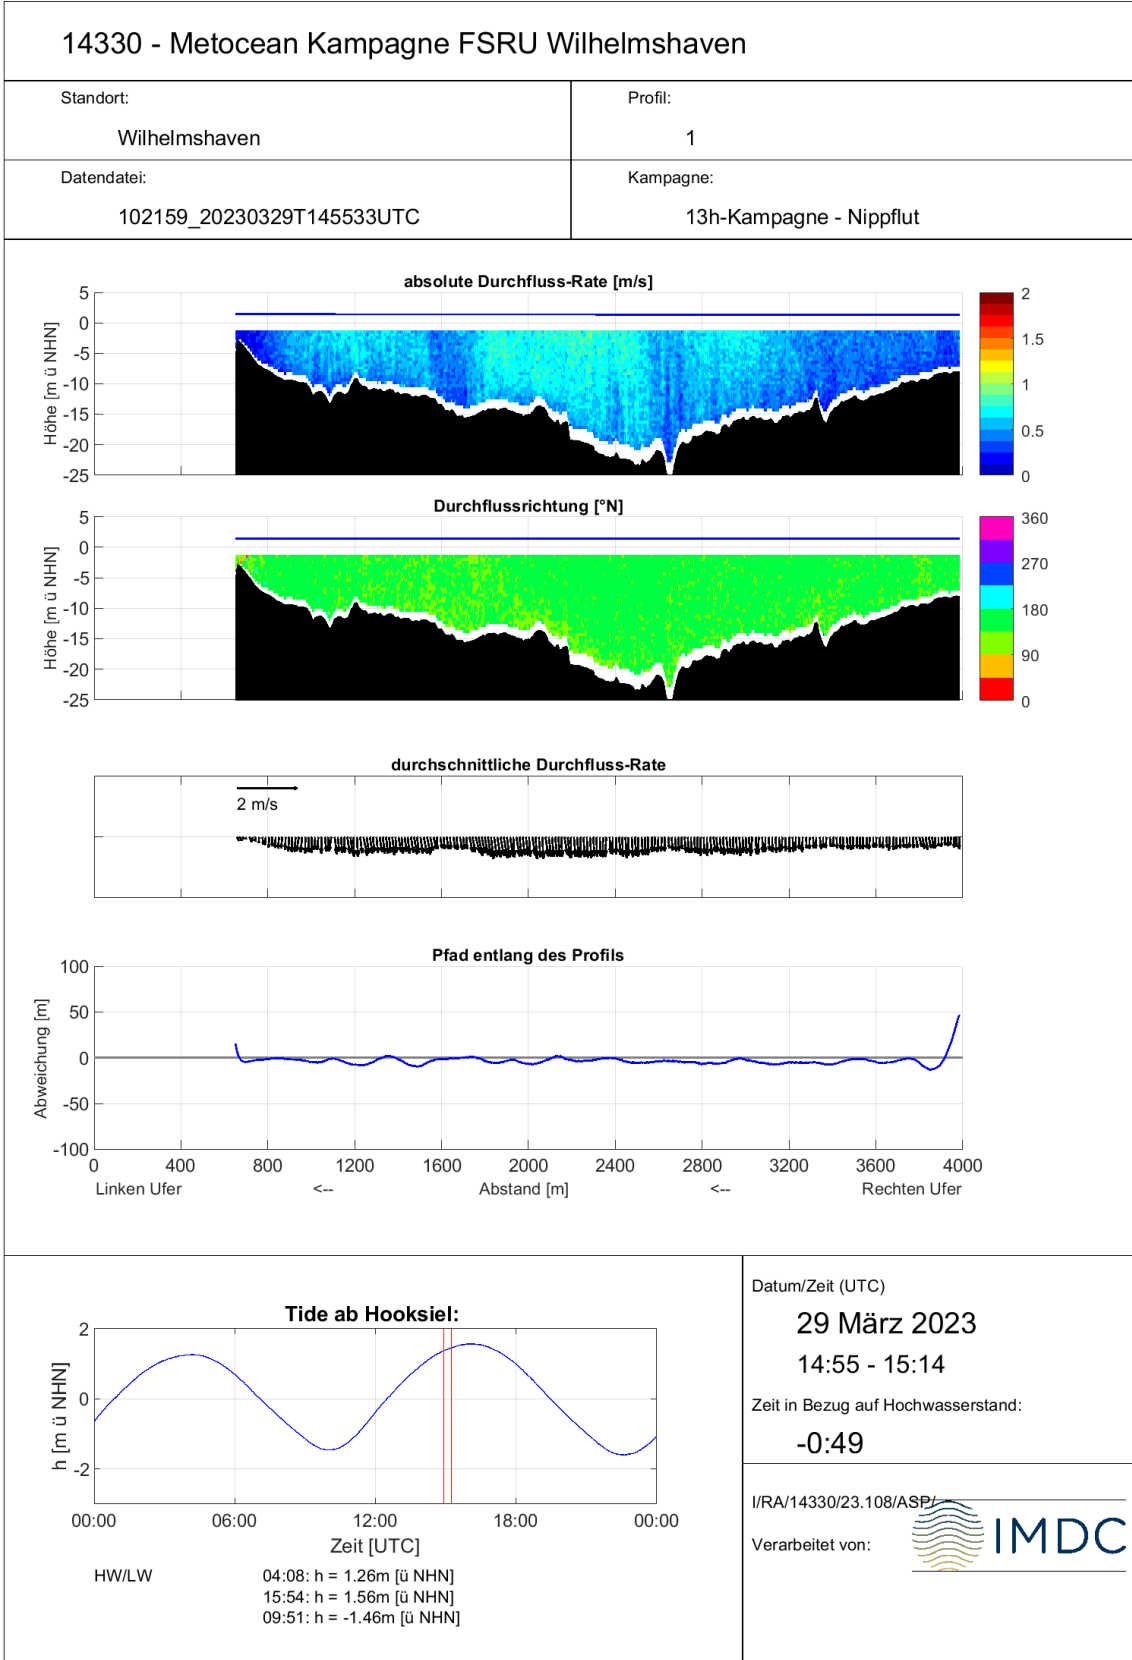 14330 - Metocean Kampagne FSRU Wilhelmshaven
Standort:
Wilhelmshaven
Profil:
1
Datendatei:
102159_20230329T145533UTC
Kampagne:
13h-Kampagne - Nippflut
absolute Durchfluss-Rate [m/s]
5
0
-5
-10
-15
-20
-25
Höhe [m ü NHN]
2
1.5
1
0.5
0
Durchflussrichtung [°N]
5
0
-5
-10
-15
-20
-25
Höhe [m ü NHN]
360
270
180
90
0
durchschnittliche Durchfluss-Rate
2 m/s
Pfad entlang des Profils
100
50
0
-50
-100
Abweichung [m]
0 400 800 1200 1600 2000 2400 2800 3200 3600 4000
Linken Ufer <-- Abstand [m] <-- Rechten Ufer
Tide ab Hooksiel:
2
0
-2
h [m ü NHN]
00:00 06:00 12:00 18:00 00:00
Zeit [UTC]
HW/LW 04:08: h = 1.26m [ü NHN]
15:54: h = 1.56m [ü NHN]
09:51: h = -1.46m [ü NHN]
Datum/Zeit (UTC)
29 März 2023
14:55 - 15:14
Zeit in Bezug auf Hochwasserstand:
-0:49
I/RA/14330/23.108/ASP/
Verarbeitet von:
IMDC